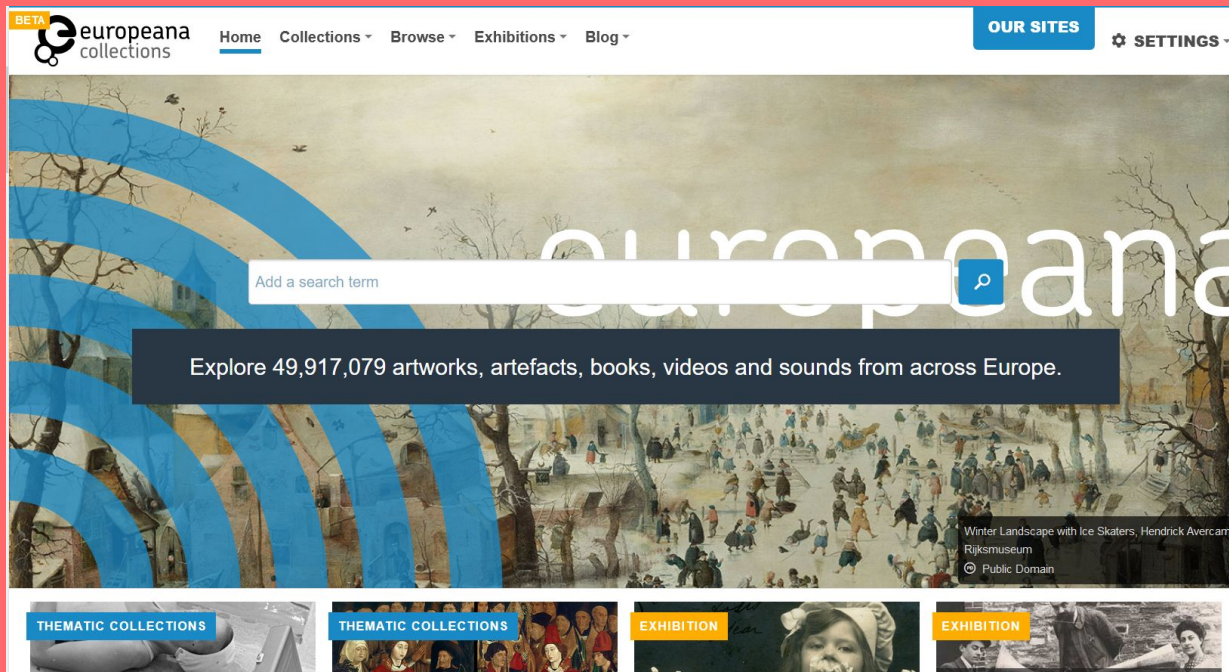 BETA
europeana
collections
Home Collections Browse Exhibitions Blog
OUR SITES
SETTINGS
europeana
Add a search term
Explore 49,917,079 artworks, artefacts, books, videos and sounds from across Europe.
Winter Landscape with Ice Skaters, Hendrick Avercam
Rijksmuseum
Public Domain
THEMATIC COLLECTIONS
THEMATIC COLLECTIONS
EXHIBITION
EXHIBITION